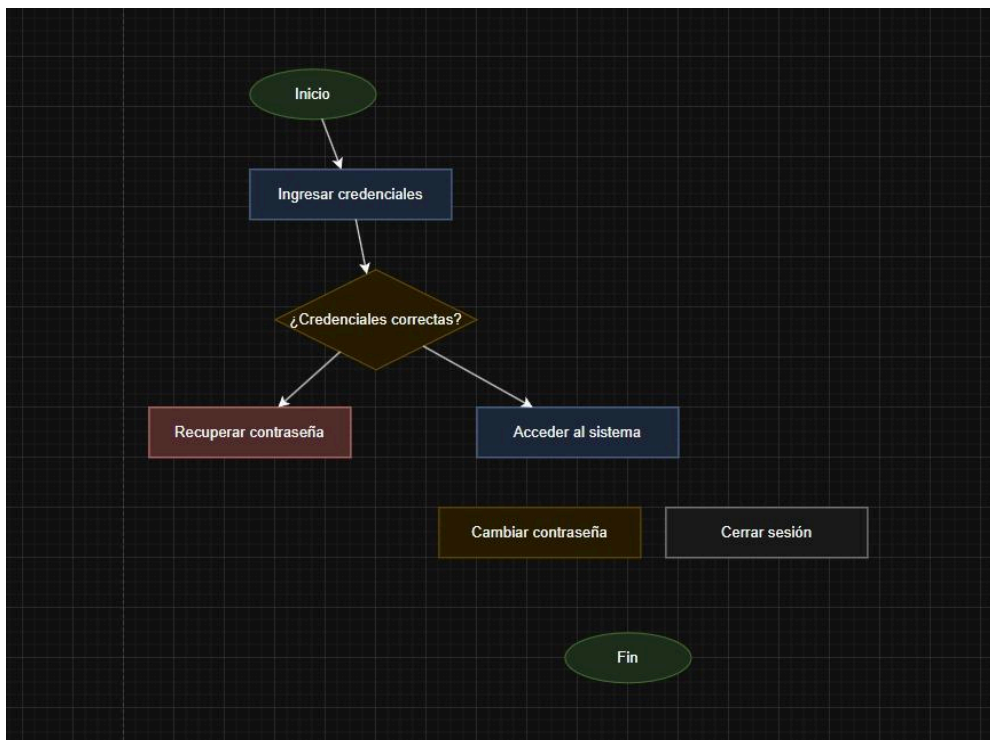 Inicio
Ingresar credenciales
¿Credenciales correctas?
Recuperar contraseña
Acceder al sistema
Cambiar contraseña
Cerrar sesión
Fin